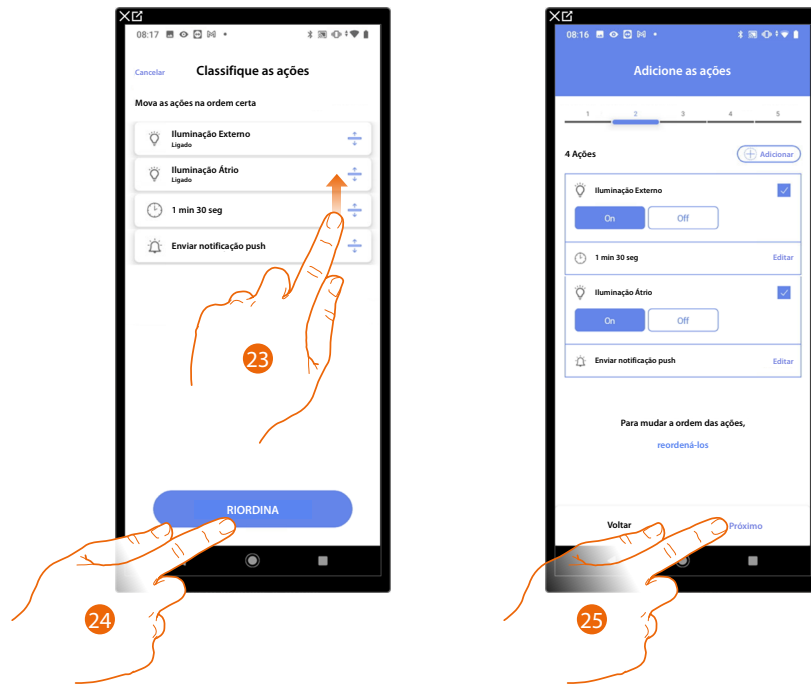 08:17
Cancelar
Classifique as ações
Mova as ações na ordem certa
Iluminação Externo
Ligado
Iluminação Átrio
Ligado
1 min 30 seg
Enviar notificação push
23
RIORDINA
24
08:16
Adicione as ações
1 2 3 4 5
4 Ações
Adicionar
Iluminação Externo
On Off
1 min 30 seg
Editar
Iluminação Átrio
On Off
Enviar notificação push
Editar
Para mudar a ordem das ações,
reordená-los
Voltar
Próximo
25